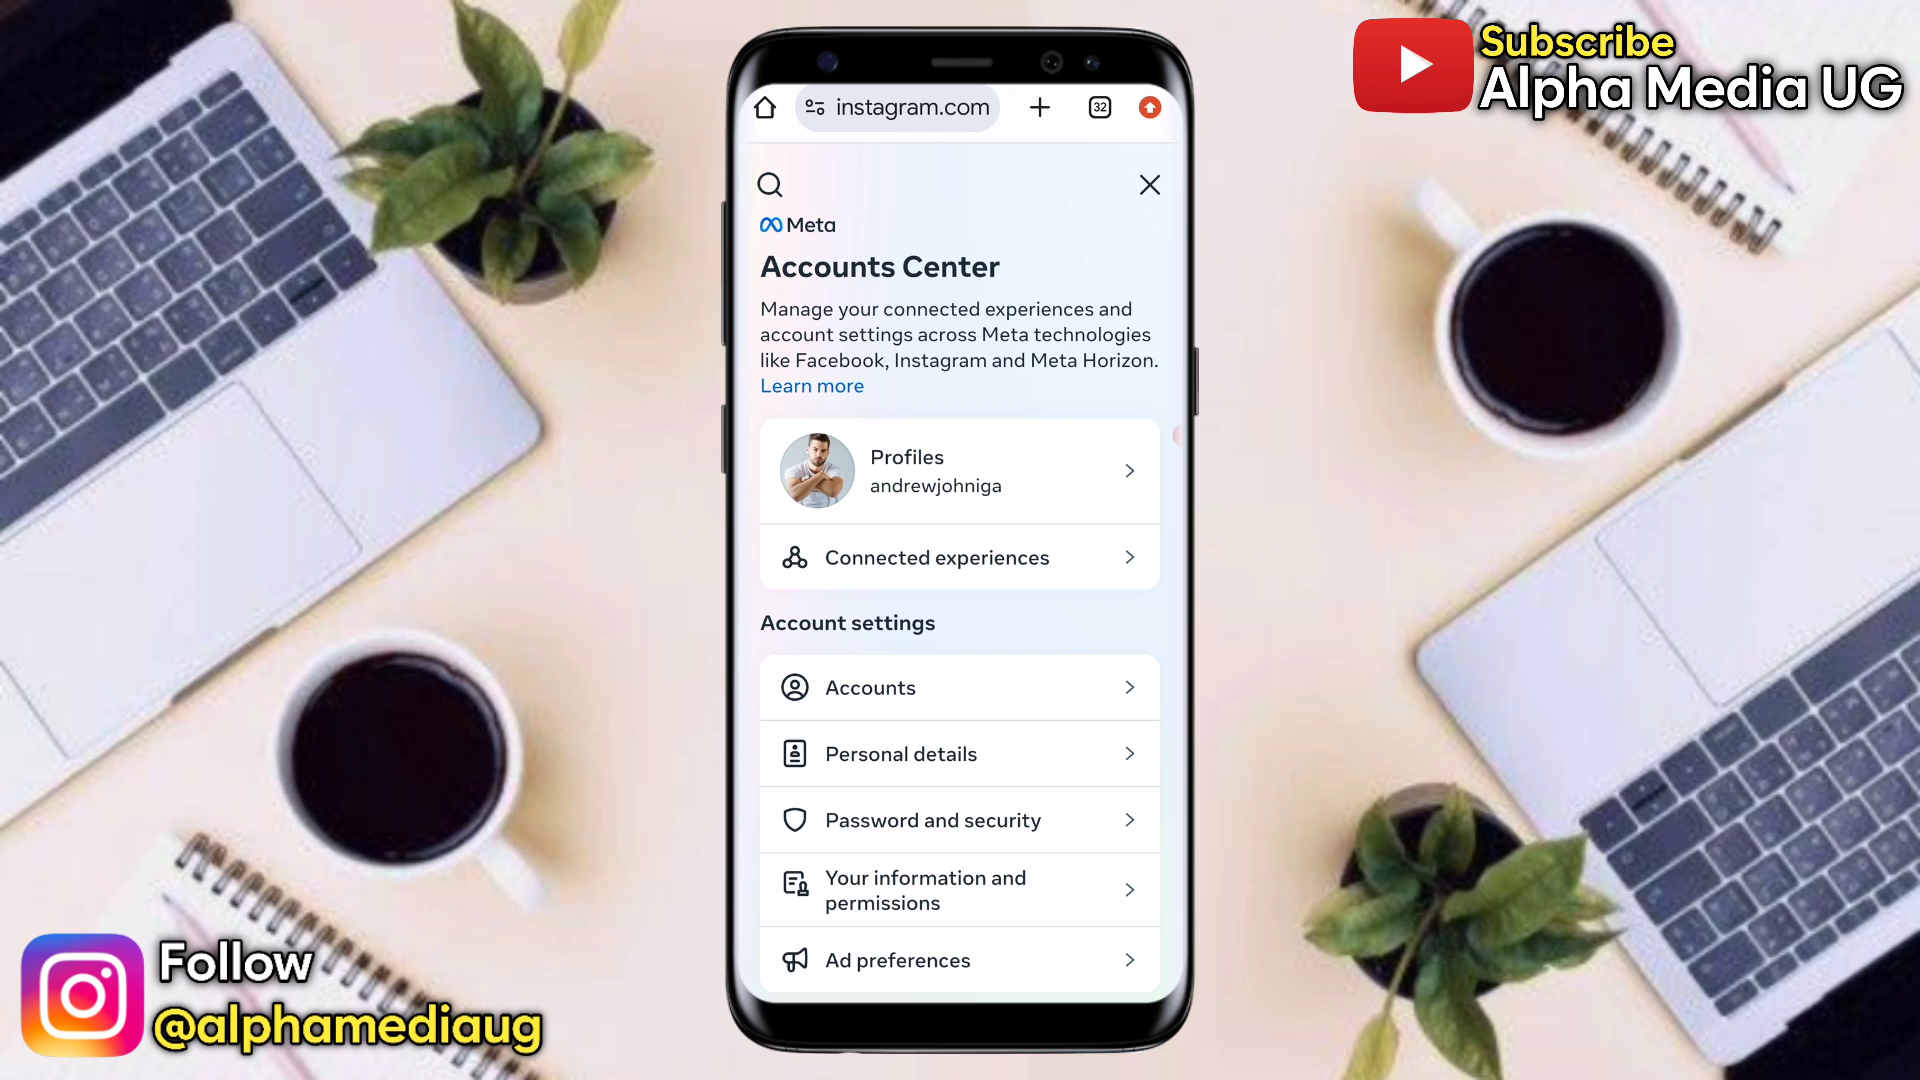 Subscribe
Alpha Media UG
instagram.com
32
Meta
Accounts Center
Manage your connected experiences and
account settings across Meta technologies
like Facebook, Instagram and Meta Horizon.
Learn more
Profiles
andrewjohniga
Connected experiences
Account settings
Accounts
Personal details
Password and security
Your information and
permissions
Ad preferences
Follow
@alphamediaug